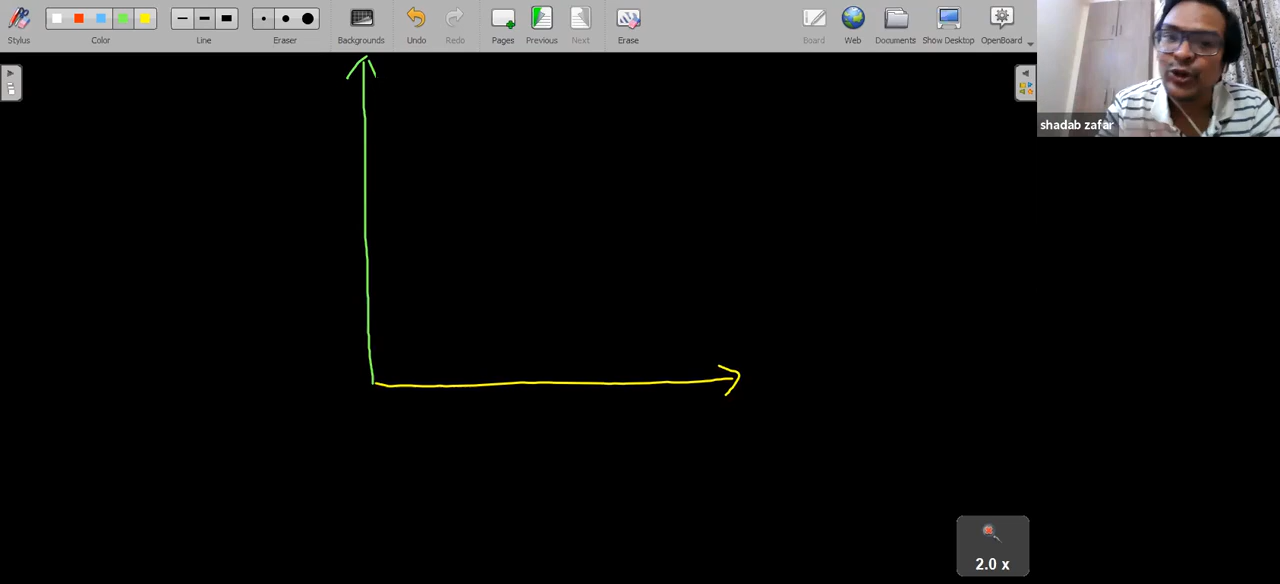 Stylus
Color
Line
Eraser
Backgrounds
Undo
Redo
Pages
Previous
Next
Erase
Board
Web
Documents
Show Desktop
OpenBoard
shadab zafar
2.0 x